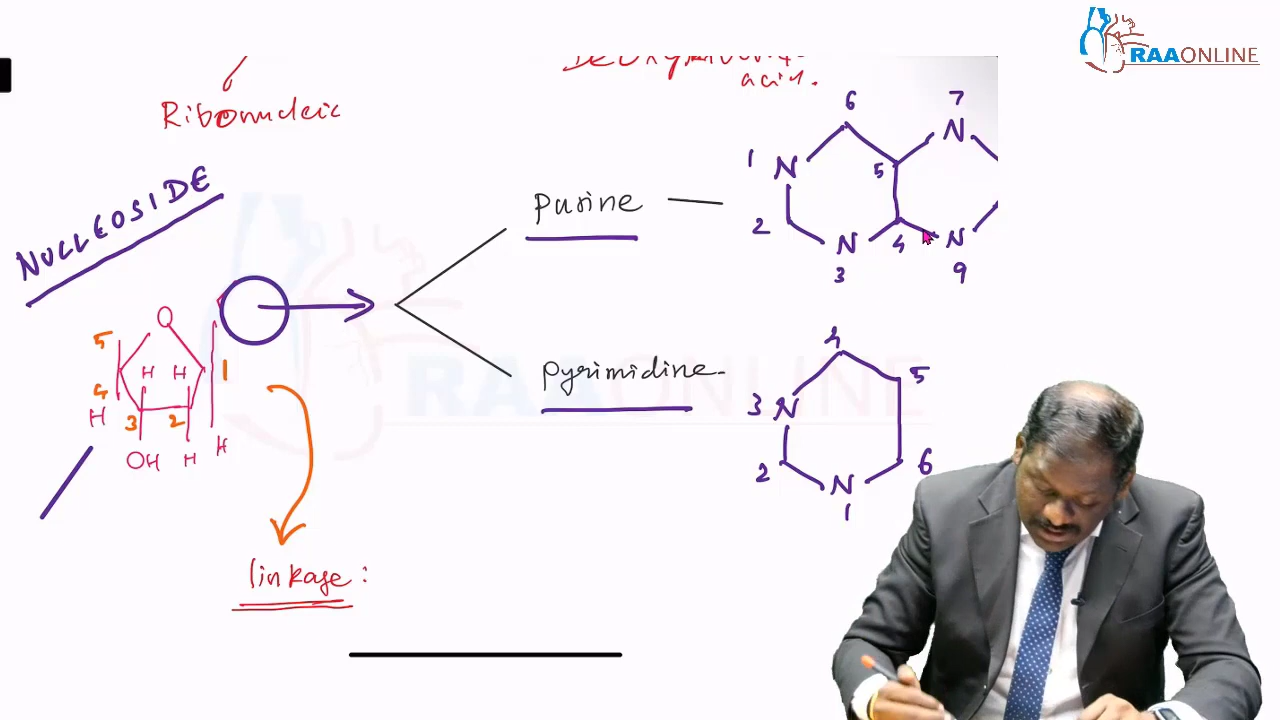 RAAONLINE
acid.
Ribonucleic
NUCLEOSIDE
Purine
6
7
1 N
5
N
2
N
4
N
3
9
O
5
H H
1
4
H
3
2
OH
H
H
Pyrimidine
4
5
3 N
2
6
N
1
RAAONLINE
linkage: